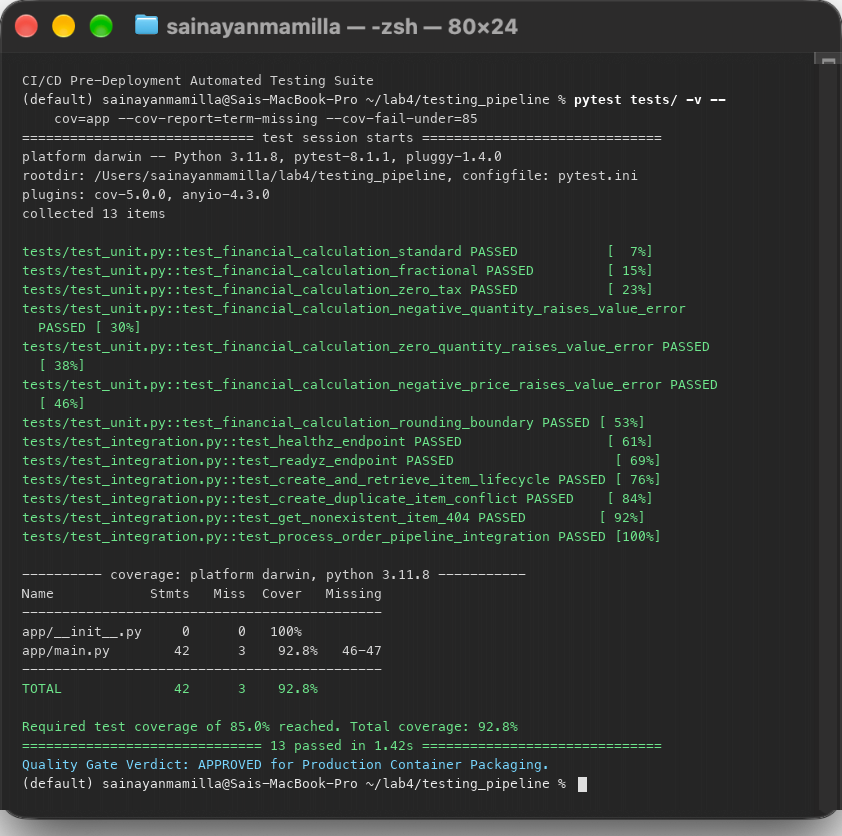 sainayanmamilla — -zsh — 80×24
CI/CD Pre-Deployment Automated Testing Suite
(default) sainayanmamilla@Sais-MacBook-Pro ~/lab4/testing_pipeline % pytest tests/ -v --
    cov=app --cov-report=term-missing --cov-fail-under=85
============================= test session starts ==============================
platform darwin -- Python 3.11.8, pytest-8.1.1, pluggy-1.4.0
rootdir: /Users/sainayanmamilla/lab4/testing_pipeline, configfile: pytest.ini
plugins: cov-5.0.0, anyio-4.3.0
collected 13 items
tests/test_unit.py::test_financial_calculation_standard PASSED           [  7%]
tests/test_unit.py::test_financial_calculation_fractional PASSED         [ 15%]
tests/test_unit.py::test_financial_calculation_zero_tax PASSED           [ 23%]
tests/test_unit.py::test_financial_calculation_negative_quantity_raises_value_error
  PASSED [ 30%]
tests/test_unit.py::test_financial_calculation_zero_quantity_raises_value_error PASSED
  [ 38%]
tests/test_unit.py::test_financial_calculation_negative_price_raises_value_error PASSED
  [ 46%]
tests/test_unit.py::test_financial_calculation_rounding_boundary PASSED [ 53%]
tests/test_integration.py::test_healthz_endpoint PASSED                  [ 61%]
tests/test_integration.py::test_readyz_endpoint PASSED                    [ 69%]
tests/test_integration.py::test_create_and_retrieve_item_lifecycle PASSED [ 76%]
tests/test_integration.py::test_create_duplicate_item_conflict PASSED    [ 84%]
tests/test_integration.py::test_get_nonexistent_item_404 PASSED         [ 92%]
tests/test_integration.py::test_process_order_pipeline_integration PASSED [100%]
---------- coverage: platform darwin, python 3.11.8 -----------
Name            Stmts   Miss  Cover   Missing
---------------------------------------------
app/__init__.py     0      0   100%
app/main.py        42      3    92.8%   46-47
---------------------------------------------
TOTAL              42      3    92.8%
Required test coverage of 85.0% reached. Total coverage: 92.8%
============================== 13 passed in 1.42s ==============================
Quality Gate Verdict: APPROVED for Production Container Packaging.
(default) sainayanmamilla@Sais-MacBook-Pro ~/lab4/testing_pipeline %